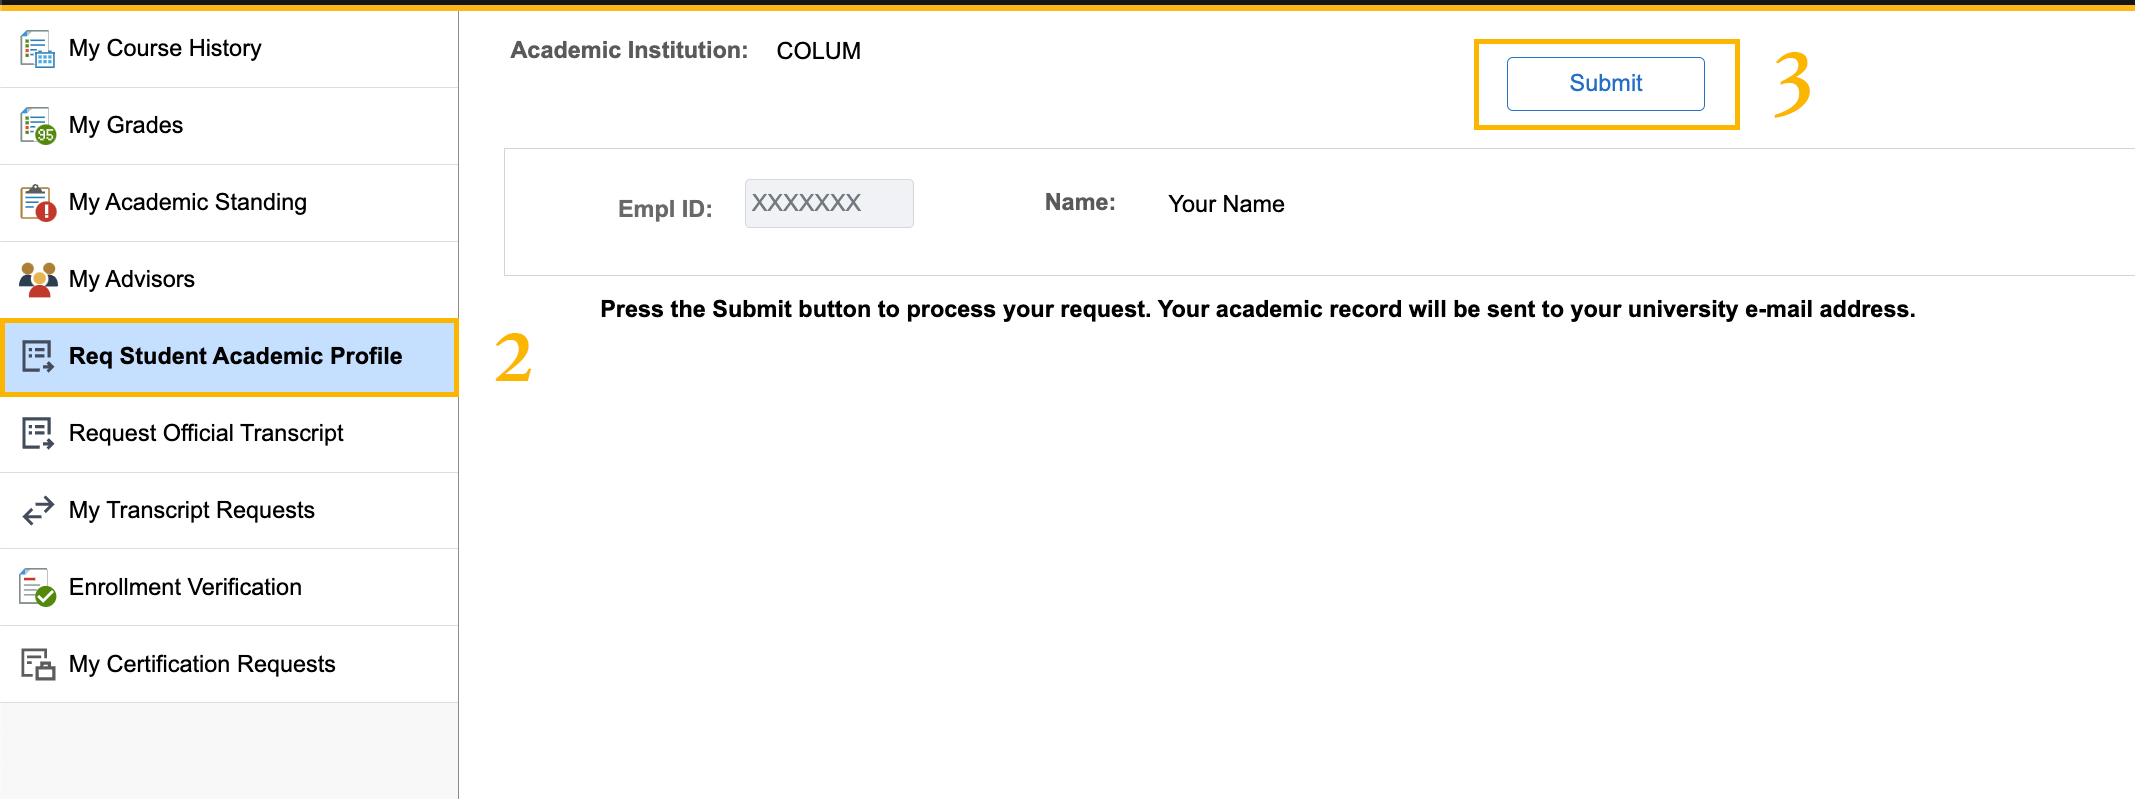 My Course History
95
My Grades
My Academic Standing
My Advisors
Req Student Academic Profile
2
Request Official Transcript
My Transcript Requests
Enrollment Verification
My Certification Requests
Academic Institution: COLUM
Submit
3
Empl ID: XXXXXXX Name: Your Name
Press the Submit button to process your request. Your academic record will be sent to your university e-mail address.